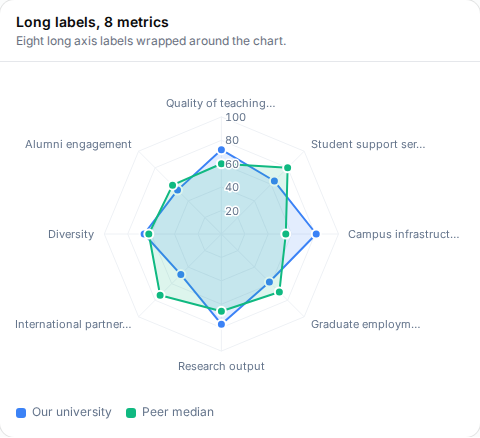 Long labels, 8 metrics
Eight long axis labels wrapped around the chart.
Quality of teaching...
100
Alumni engagement
Student support ser...
80
60
40
20
Diversity
Campus infrastruct...
International partner...
Graduate employm...
Research output
Our university
Peer median